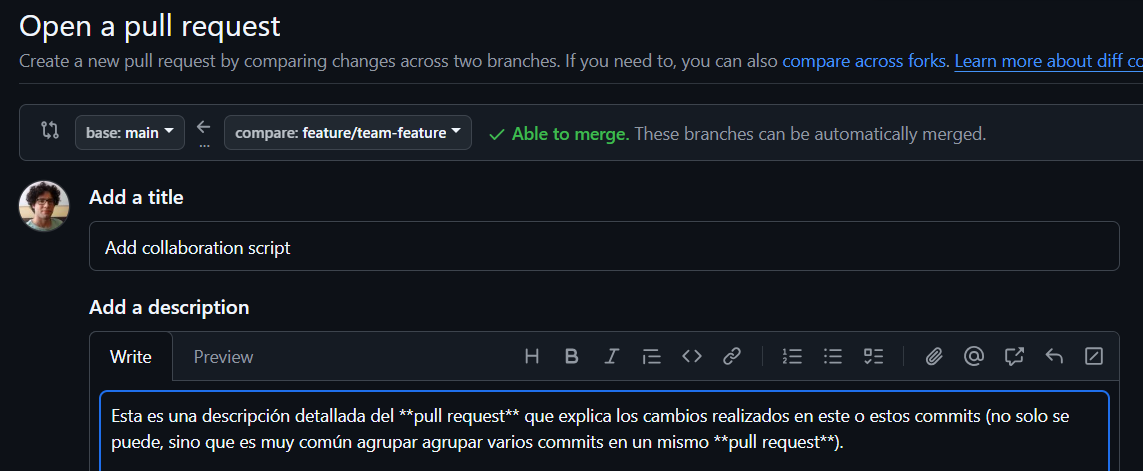 Open a pull request
Create a new pull request by comparing changes across two branches. If you need to, you can also compare across forks. Learn more about diff co
base: main ... compare: feature/team-feature Able to merge. These branches can be automatically merged.
Add a title
Add collaboration script
Add a description
Write Preview
Esta es una descripción detallada del **pull request** que explica los cambios realizados en este o estos commits (no solo se
puede, sino que es muy común agrupar agrupar varios commits en un mismo **pull request**).